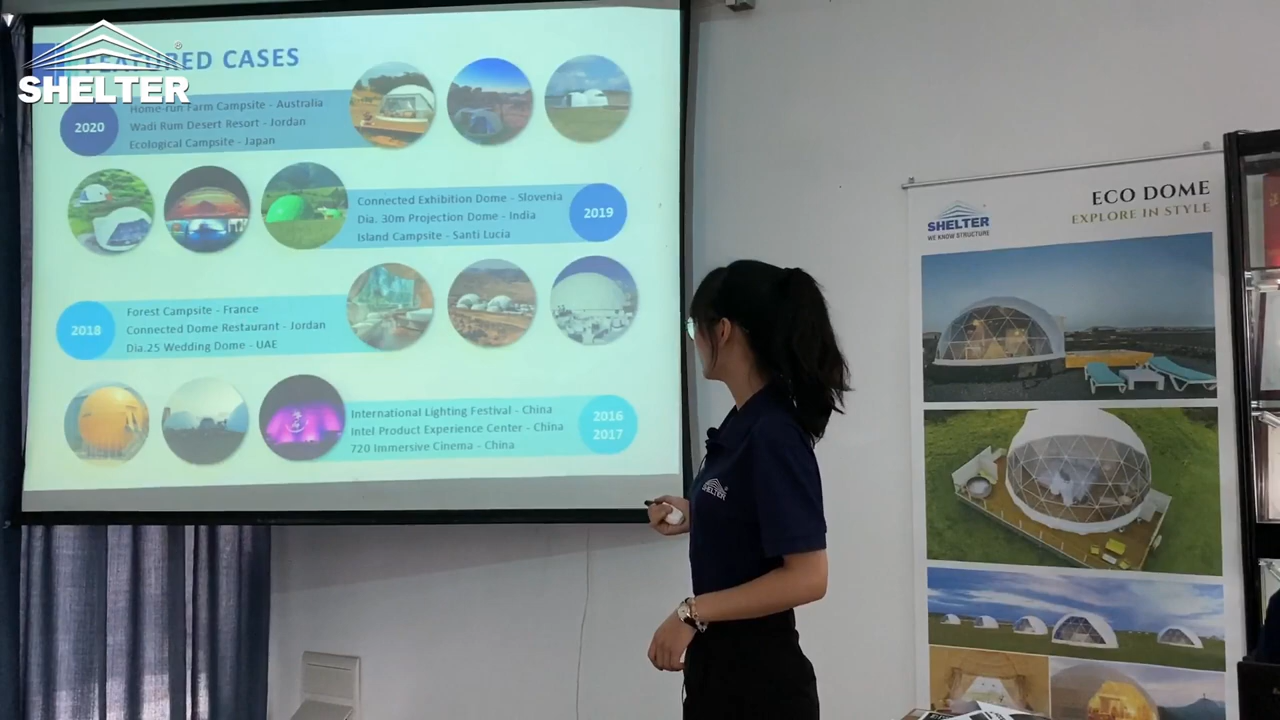 SHELTER
FEATURED CASES
2020
Home-run Farm Campsite - Australia
Wadi Rum Desert Resort - Jordan
Ecological Campsite - Japan
Connected Exhibition Dome - Slovenia
Dia. 30m Projection Dome - India
Island Campsite - Santi Lucia
2019
2018
Forest Campsite - France
Connected Dome Restaurant - Jordan
Dia.25 Wedding Dome - UAE
International Lighting Festival - China
Intel Product Experience Center - China
720 Immersive Cinema - China
2016
2017
SHELTER
ECO DOME
EXPLORE IN STYLE
SHELTER
WE KNOW STRUCTURE